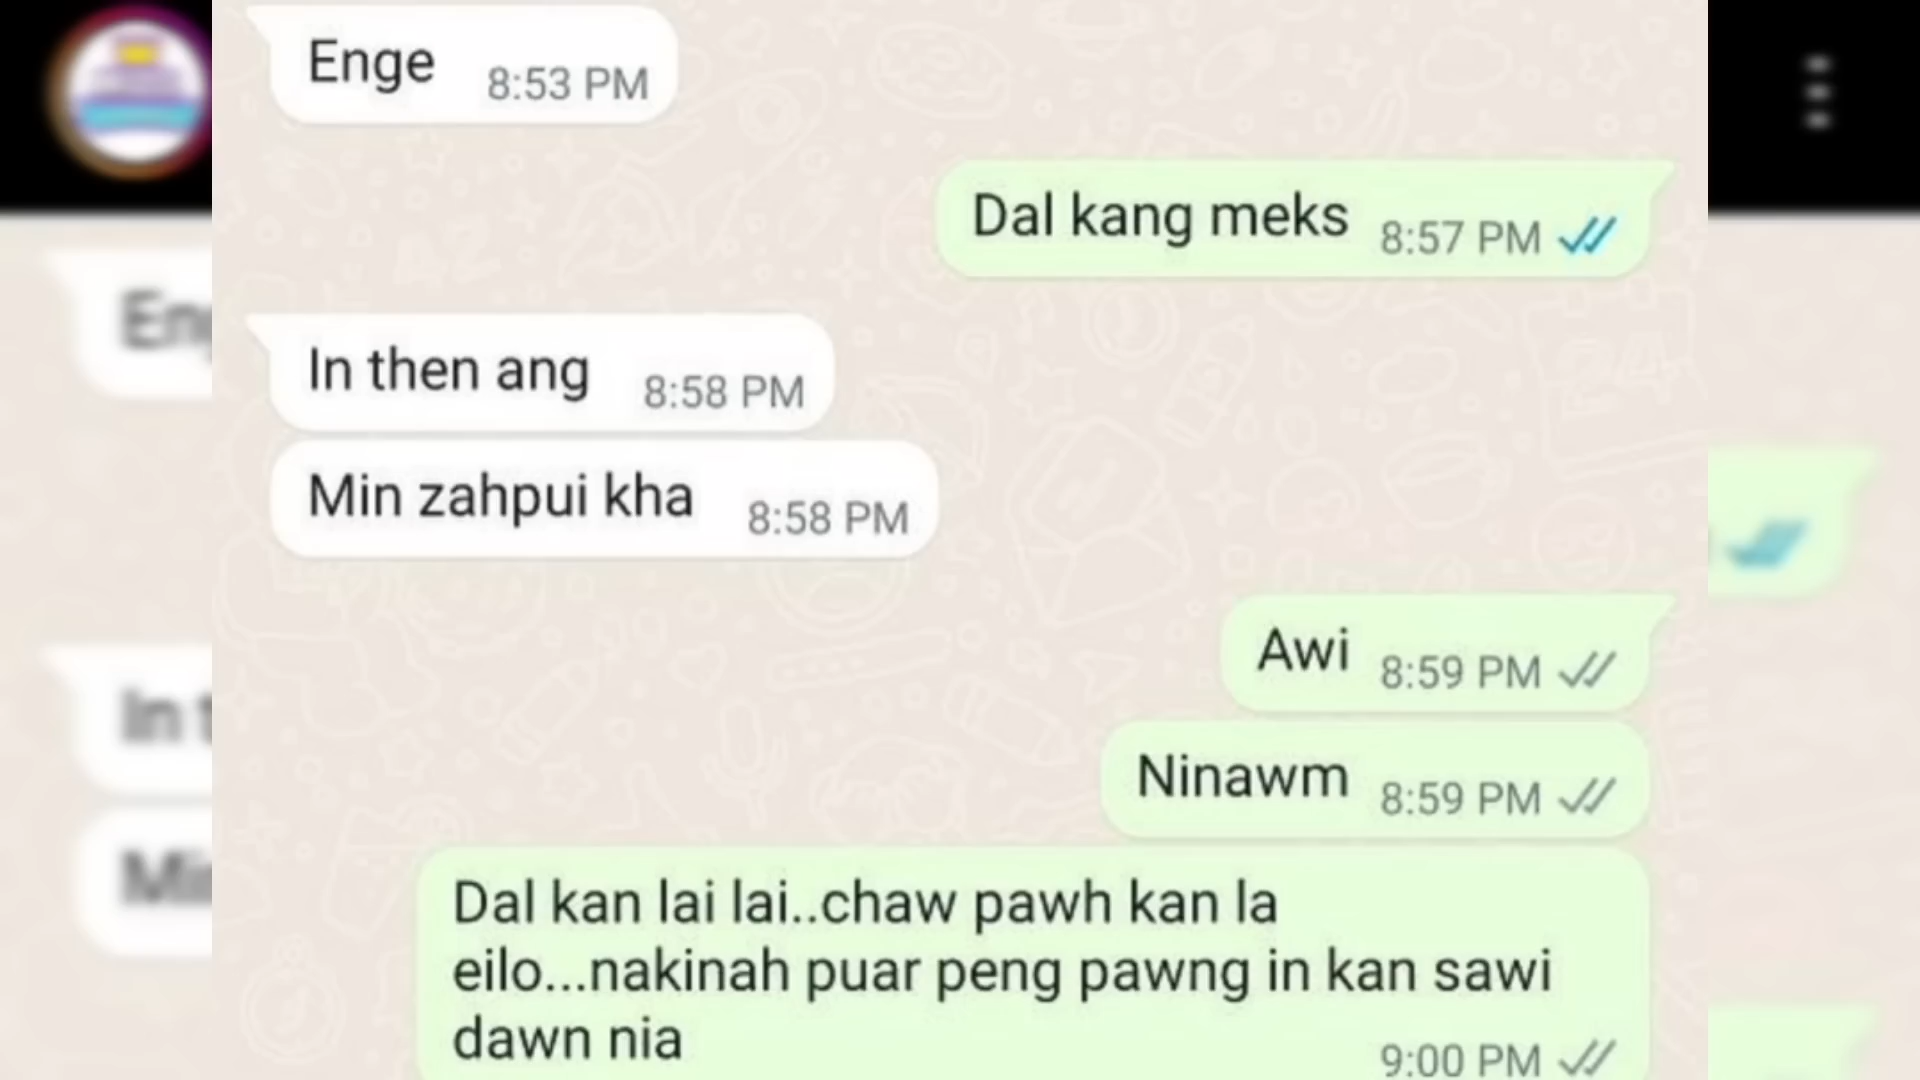 Enge
8:53 PM
Dal kang meks
8:57 PM
In then ang
8:58 PM
Min zahpui kha
8:58 PM
Awi
8:59 PM
Ninawm
8:59 PM
Dal kan lai lai..chaw pawh kan la
eilo...nakinah puar peng pawng in kan sawi
dawn nia
9:00 PM